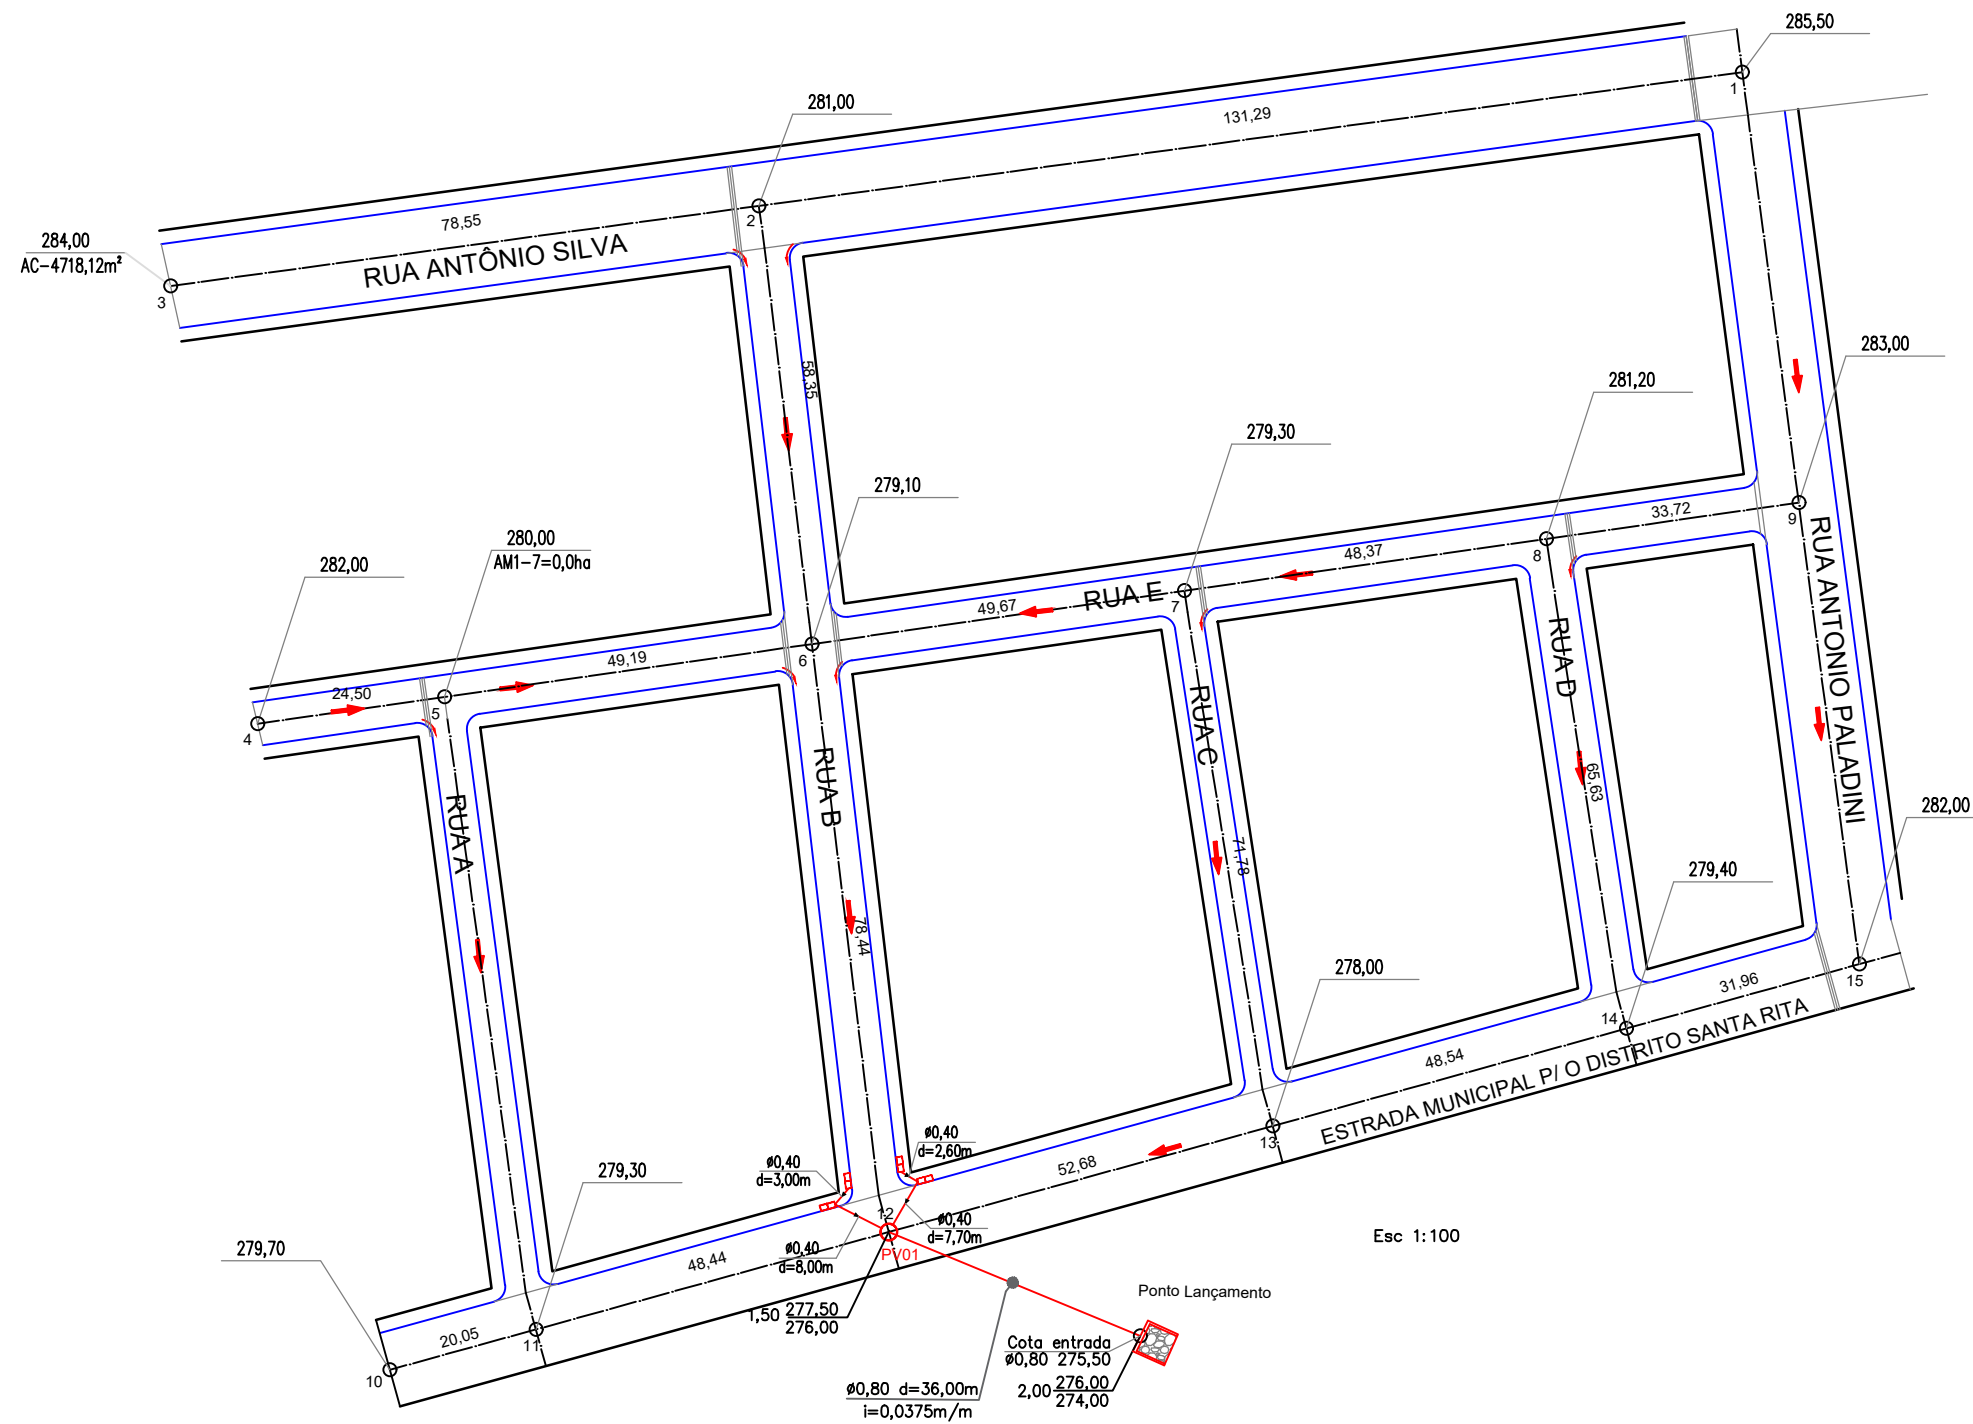 285,50
1
281,00
131,29
78,55
2
284,00
AC-4718,12m²
RUA ANTÔNIO SILVA
3
283,00
58,35
281,20
279,30
279,10
33,72
9
48,37
8
280,00
AM1-7=0,0ha
282,00
RUA E
7
49,67
49,19
6
24,50
5
4
RUA ANTONIO PALADINI
RUA D
RUA C
RUA B
RUA A
65,63
282,00
71,78
279,40
78,44
278,00
31,96
15
14
ESTRADA MUNICIPAL P/ O DISTRITO SANTA RITA
48,54
13
52,68
ø0,40
d=2,60m
ø0,40
d=3,00m
279,30
12
ø0,40
d=7,70m
PV01
ø0,40
d=8,00m
48,44
279,70
Esc 1:100
Ponto Lançamento
1,50 277,50
276,00
20,05
11
10
Cota entrada
ø0,80 275,50
2,00 276,00
274,00
ø0,80 d=36,00m
i=0,0375m/m